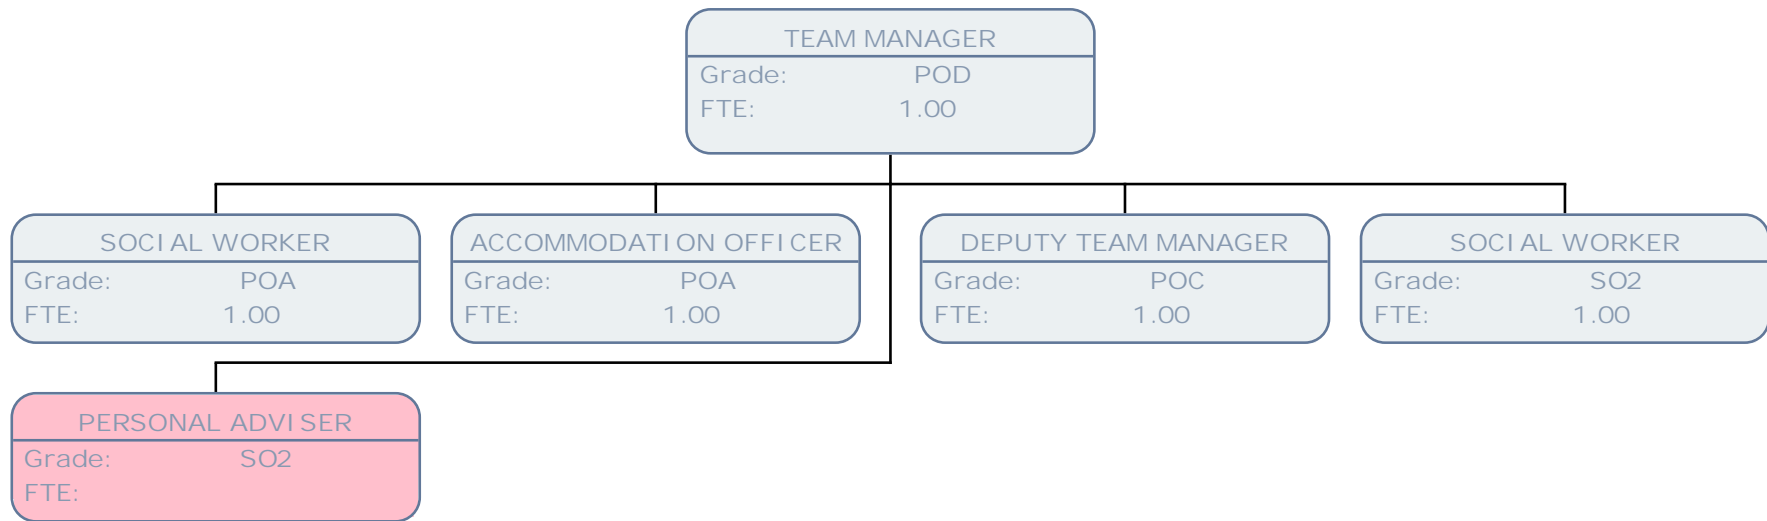 TEAM MANAGER
Grade: POD
FTE: 1.00
SOCIAL WORKER
Grade: POA
FTE: 1.00
ACCOMMODATION OFFICER
Grade: POA
FTE: 1.00
DEPUTY TEAM MANAGER
Grade: POC
FTE: 1.00
SOCIAL WORKER
Grade: SO2
FTE: 1.00
PERSONAL ADVISER
Grade: SO2
FTE: